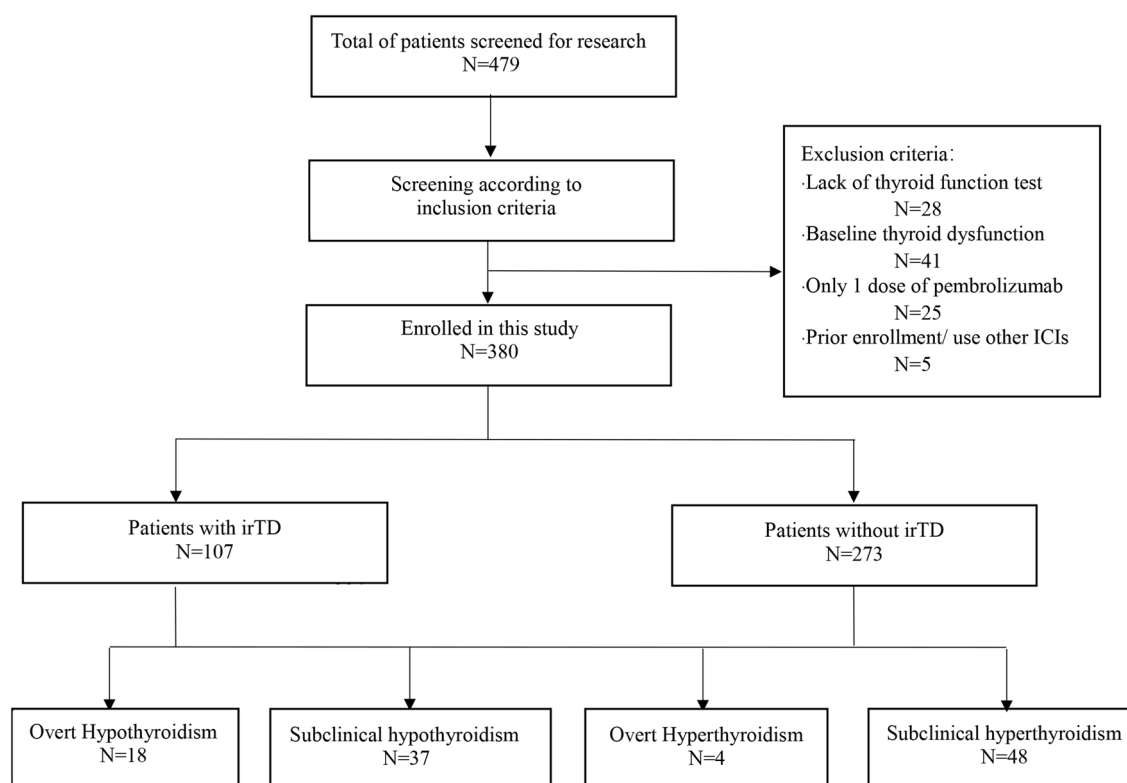 Total of patients screened for research
N=479
Screening according to
inclusion criteria
Exclusion criteria:
·Lack of thyroid function test
N=28
·Baseline thyroid dysfunction
N=41
·Only 1 dose of pembrolizumab
N=25
·Prior enrollment/ use other ICIs
N=5
Enrolled in this study
N=380
Patients with irTD
N=107
Patients without irTD
N=273
Overt Hypothyroidism
N=18
Subclinical hypothyroidism
N=37
Overt Hyperthyroidism
N=4
Subclinical hyperthyroidism
N=48